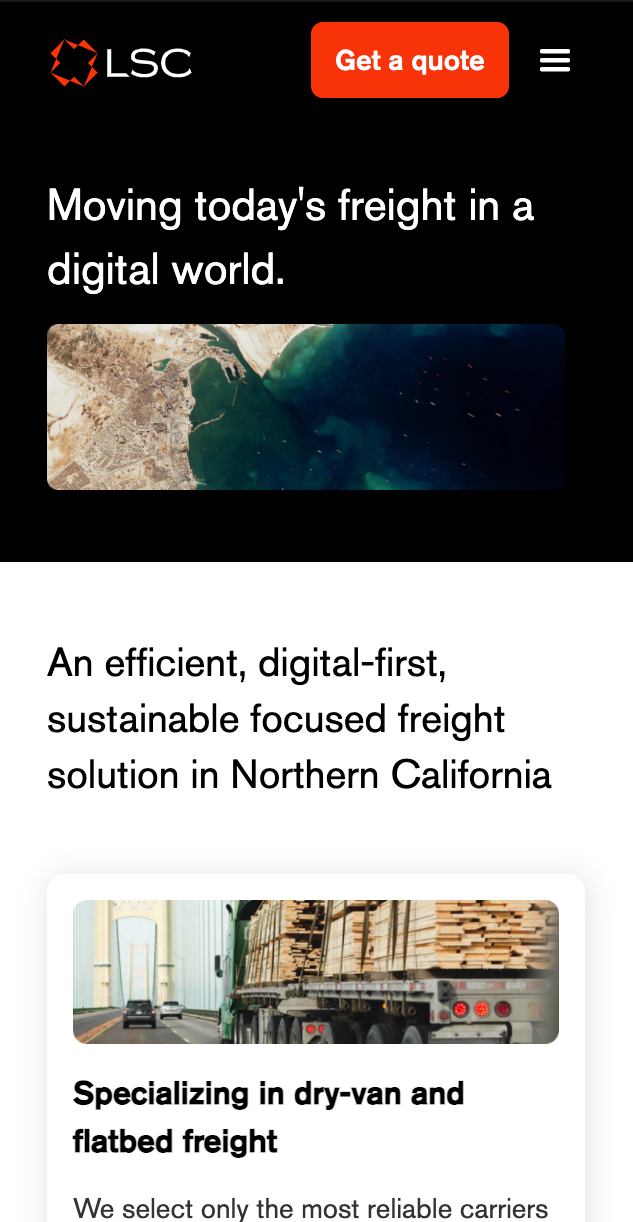 LSC
Get a quote
Moving today's freight in a
digital world.
An efficient, digital-first,
sustainable focused freight
solution in Northern California
Specializing in dry-van and
flatbed freight
We select only the most reliable carriers